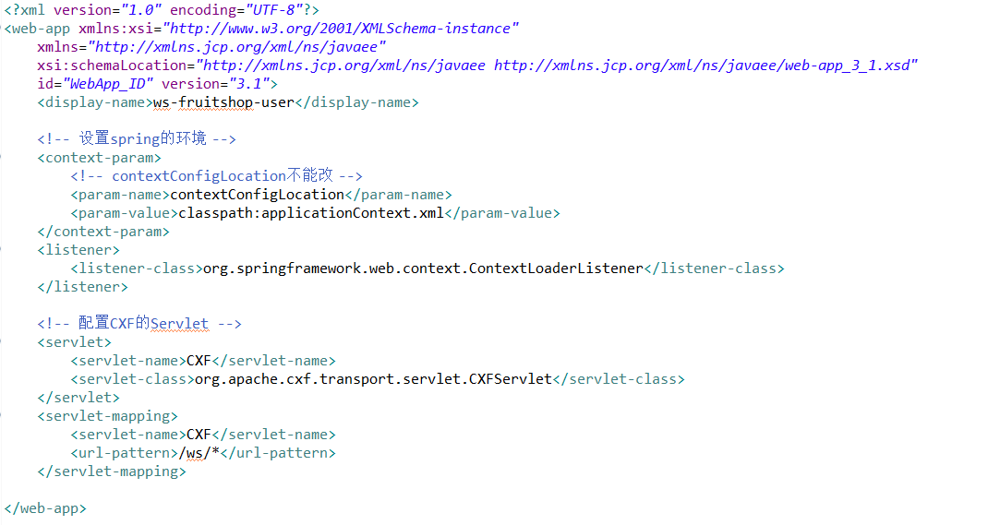 <?xml version="1.0" encoding="UTF-8"?>
<web-app xmlns:xsi="http://www.w3.org/2001/XMLSchema-instance"
xmlns="http://xmlns.jcp.org/xml/ns/javaee"
xsi:schemaLocation="http://xmlns.jcp.org/xml/ns/javaee http://xmlns.jcp.org/xml/ns/javaee/web-app_3_1.xsd"
id="WebApp_ID" version="3.1">
<display-name>ws-fruitshop-user</display-name>
<!-- 设置spring的环境 -->
<context-param>
<!-- contextConfigLocation不能改 -->
<param-name>contextConfigLocation</param-name>
<param-value>classpath:applicationContext.xml</param-value>
</context-param>
<listener>
<listener-class>org.springframework.web.context.ContextLoaderListener</listener-class>
</listener>
<!-- 配置CXF的Servlet -->
<servlet>
<servlet-name>CXF</servlet-name>
<servlet-class>org.apache.cxf.transport.servlet.CXFServlet</servlet-class>
</servlet>
<servlet-mapping>
<servlet-name>CXF</servlet-name>
<url-pattern>/ws/*</url-pattern>
</servlet-mapping>
</web-app>